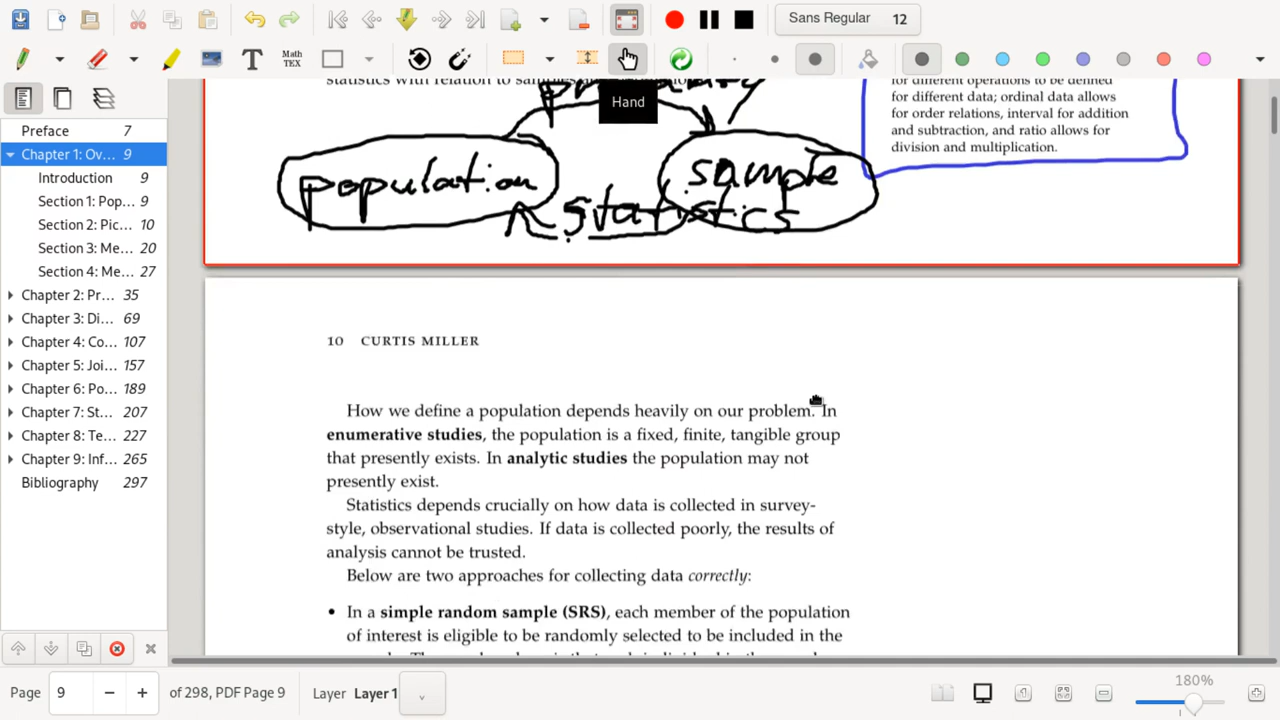 Sans Regular 12
Math
TEX
Hand
Preface 7
Chapter 1: Ov... 9
Introduction 9
Section 1: Pop... 9
Section 2: Pic... 10
Section 3: Me... 20
Section 4: Me... 27
Chapter 2: Pr... 35
Chapter 3: Di... 69
Chapter 4: Co... 107
Chapter 5: Joi... 157
Chapter 6: Po... 189
Chapter 7: St... 207
Chapter 8: Te... 227
Chapter 9: Inf... 265
Bibliography 297
statistics with relation to samples
for different operations to be defined
for different data; ordinal data allows
for order relations, interval for addition
and subtraction, and ratio allows for
division and multiplication.
population
sample
statistics
10 CURTIS MILLER
How we define a population depends heavily on our problem. In
enumerative studies, the population is a fixed, finite, tangible group
that presently exists. In analytic studies the population may not
presently exist.
Statistics depends crucially on how data is collected in survey-
style, observational studies. If data is collected poorly, the results of
analysis cannot be trusted.
Below are two approaches for collecting data correctly:
• In a simple random sample (SRS), each member of the population
of interest is eligible to be randomly selected to be included in the
Page 9 of 298, PDF Page 9 Layer Layer 1
180%